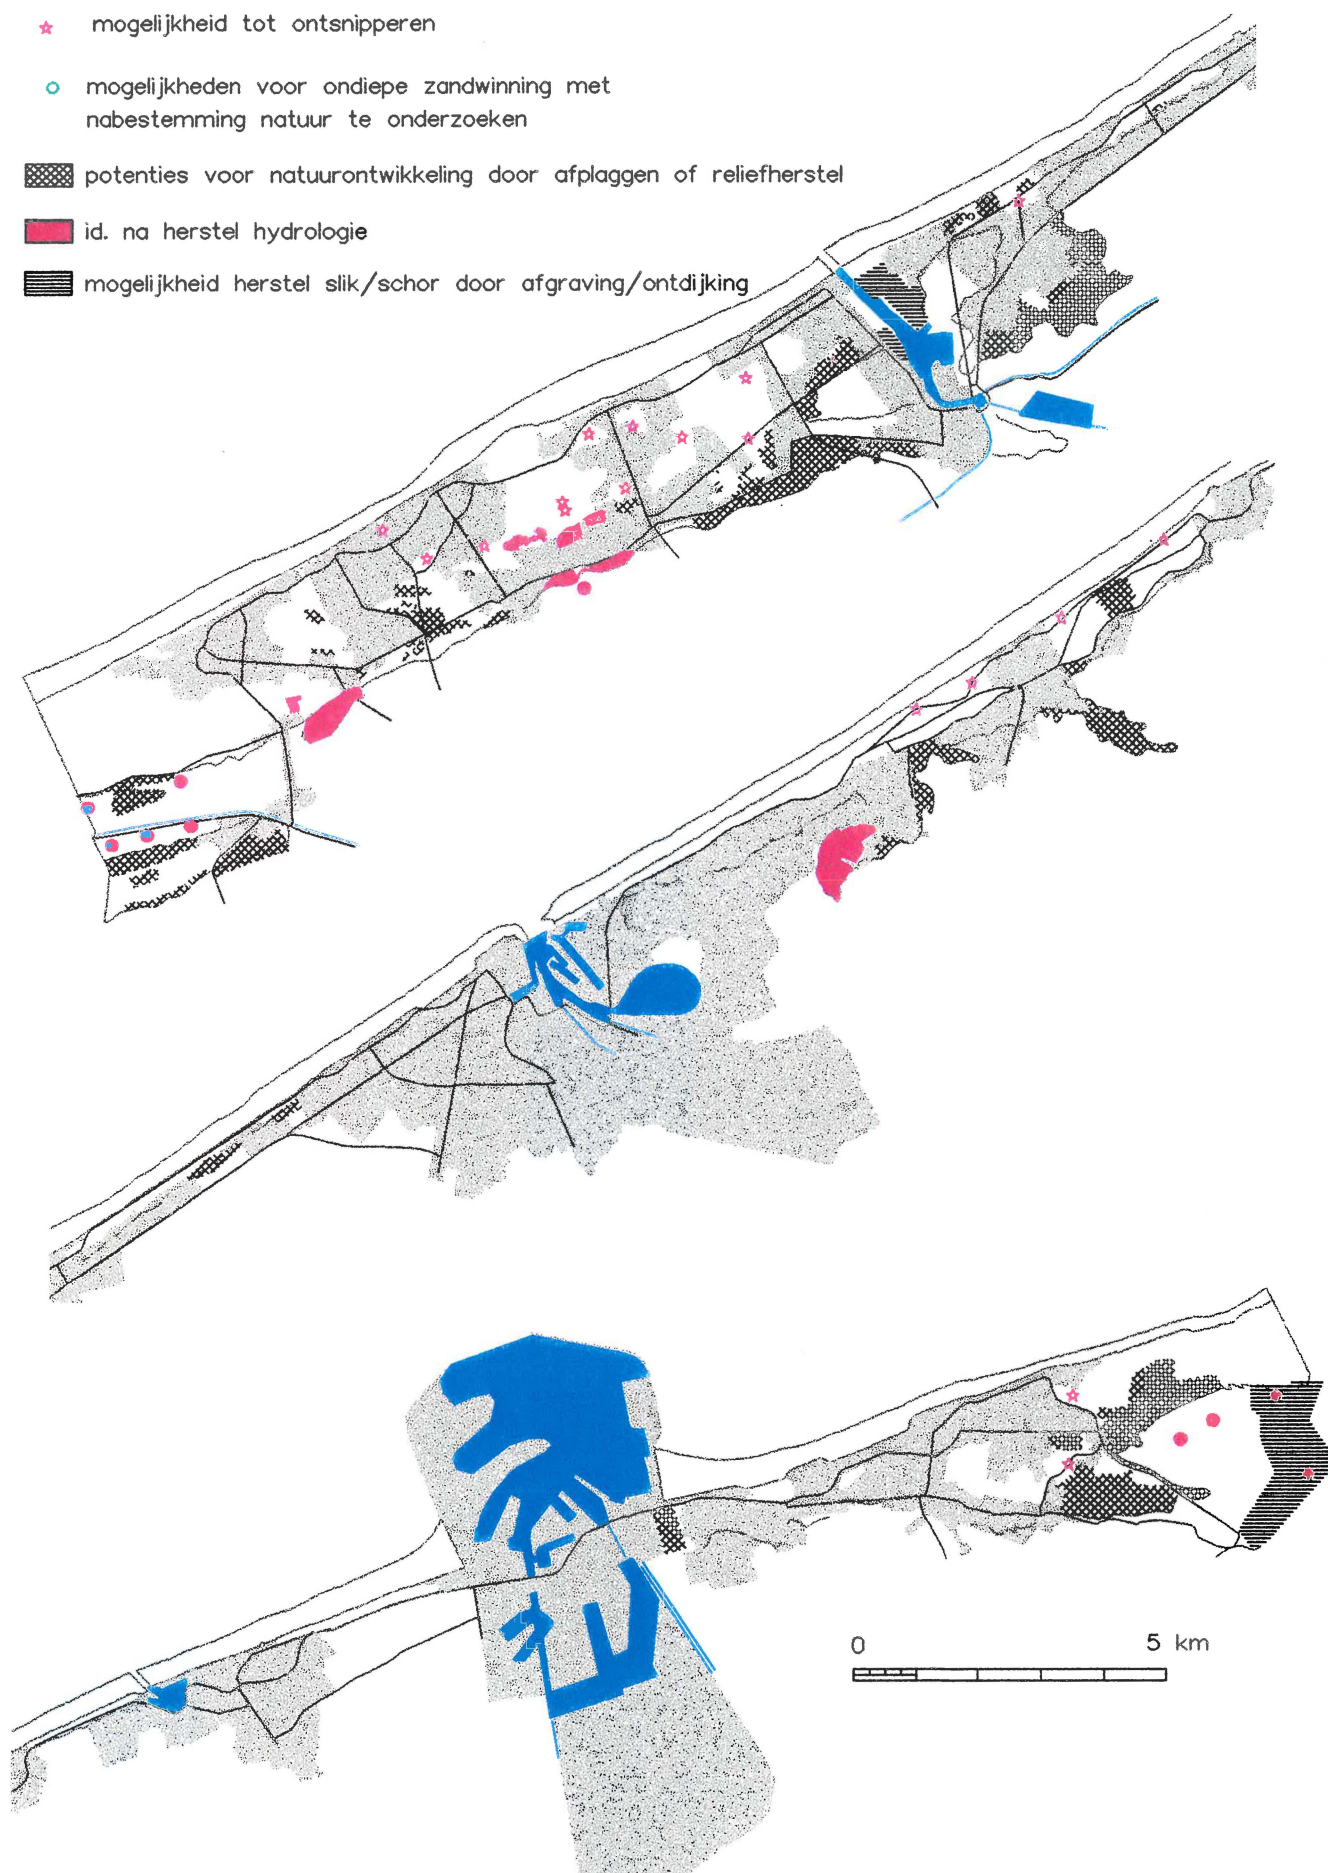 mogelijkheid tot ontsnipperen
mogelijkheden voor ondiepe zandwinning met
nabestemming natuur te onderzoeken
potenties voor natuurontwikkeling door afplaggen of reliefherstel
id. na herstel hydrologie
mogelijkheid herstel slik/schor door afgraving/ontdijking
0 5 km